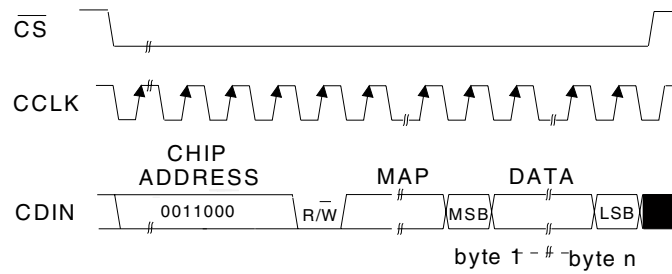 CS
CCLK
CHIP
ADDRESS
MAP
DATA
CDIN
0011000
R/W
MSB
LSB
byte 1
byte n